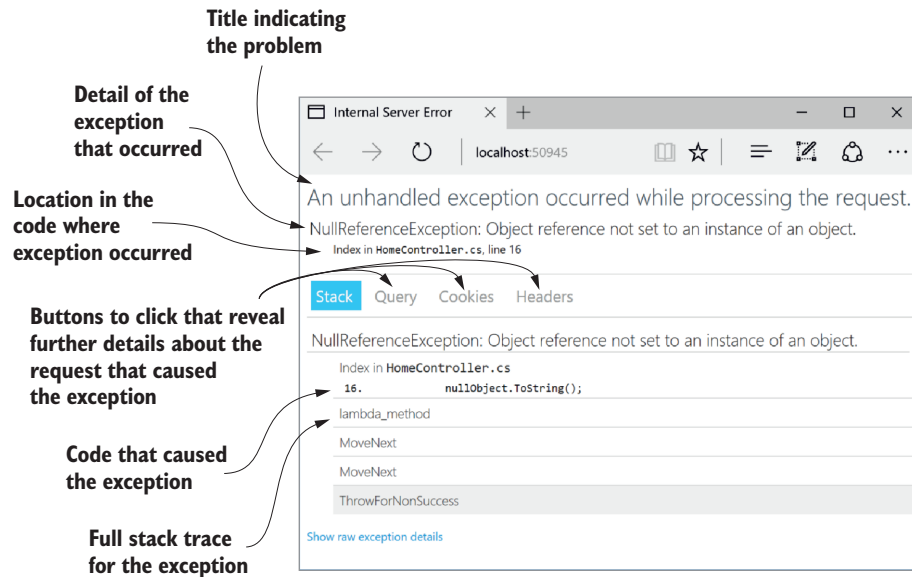 Title indicating
the problem
Detail of the
exception
that occurred
Location in the
code where
exception occurred
Buttons to click that reveal
further details about the
request that caused
the exception
Code that caused
the exception
Full stack trace
for the exception
Internal Server Error
localhost:50945
An unhandled exception occurred while processing the request.
NullReferenceException: Object reference not set to an instance of an object.
Index in HomeController.cs, line 16
Stack Query Cookies Headers
NullReferenceException: Object reference not set to an instance of an object.
Index in HomeController.cs
16. nullObject.ToString();
lambda_method
MoveNext
MoveNext
ThrowForNonSuccess
Show raw exception details